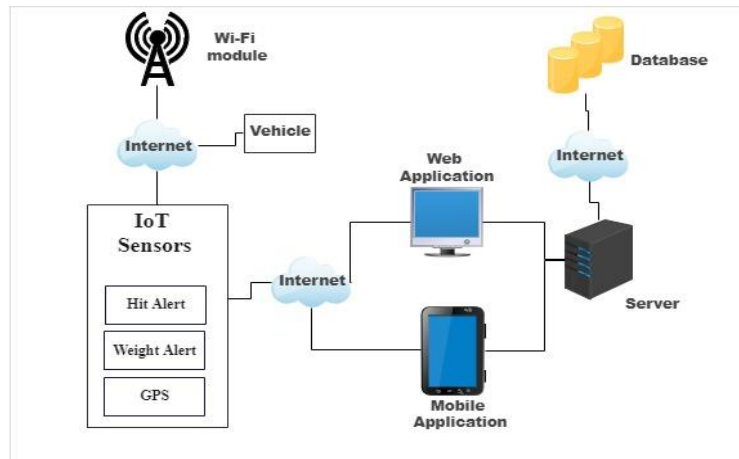 Wi-Fi
module
Database
Internet
Vehicle
Internet
Web
Application
IoT
Sensors
Internet
Server
Hit Alert
Weight Alert
GPS
Mobile
Application